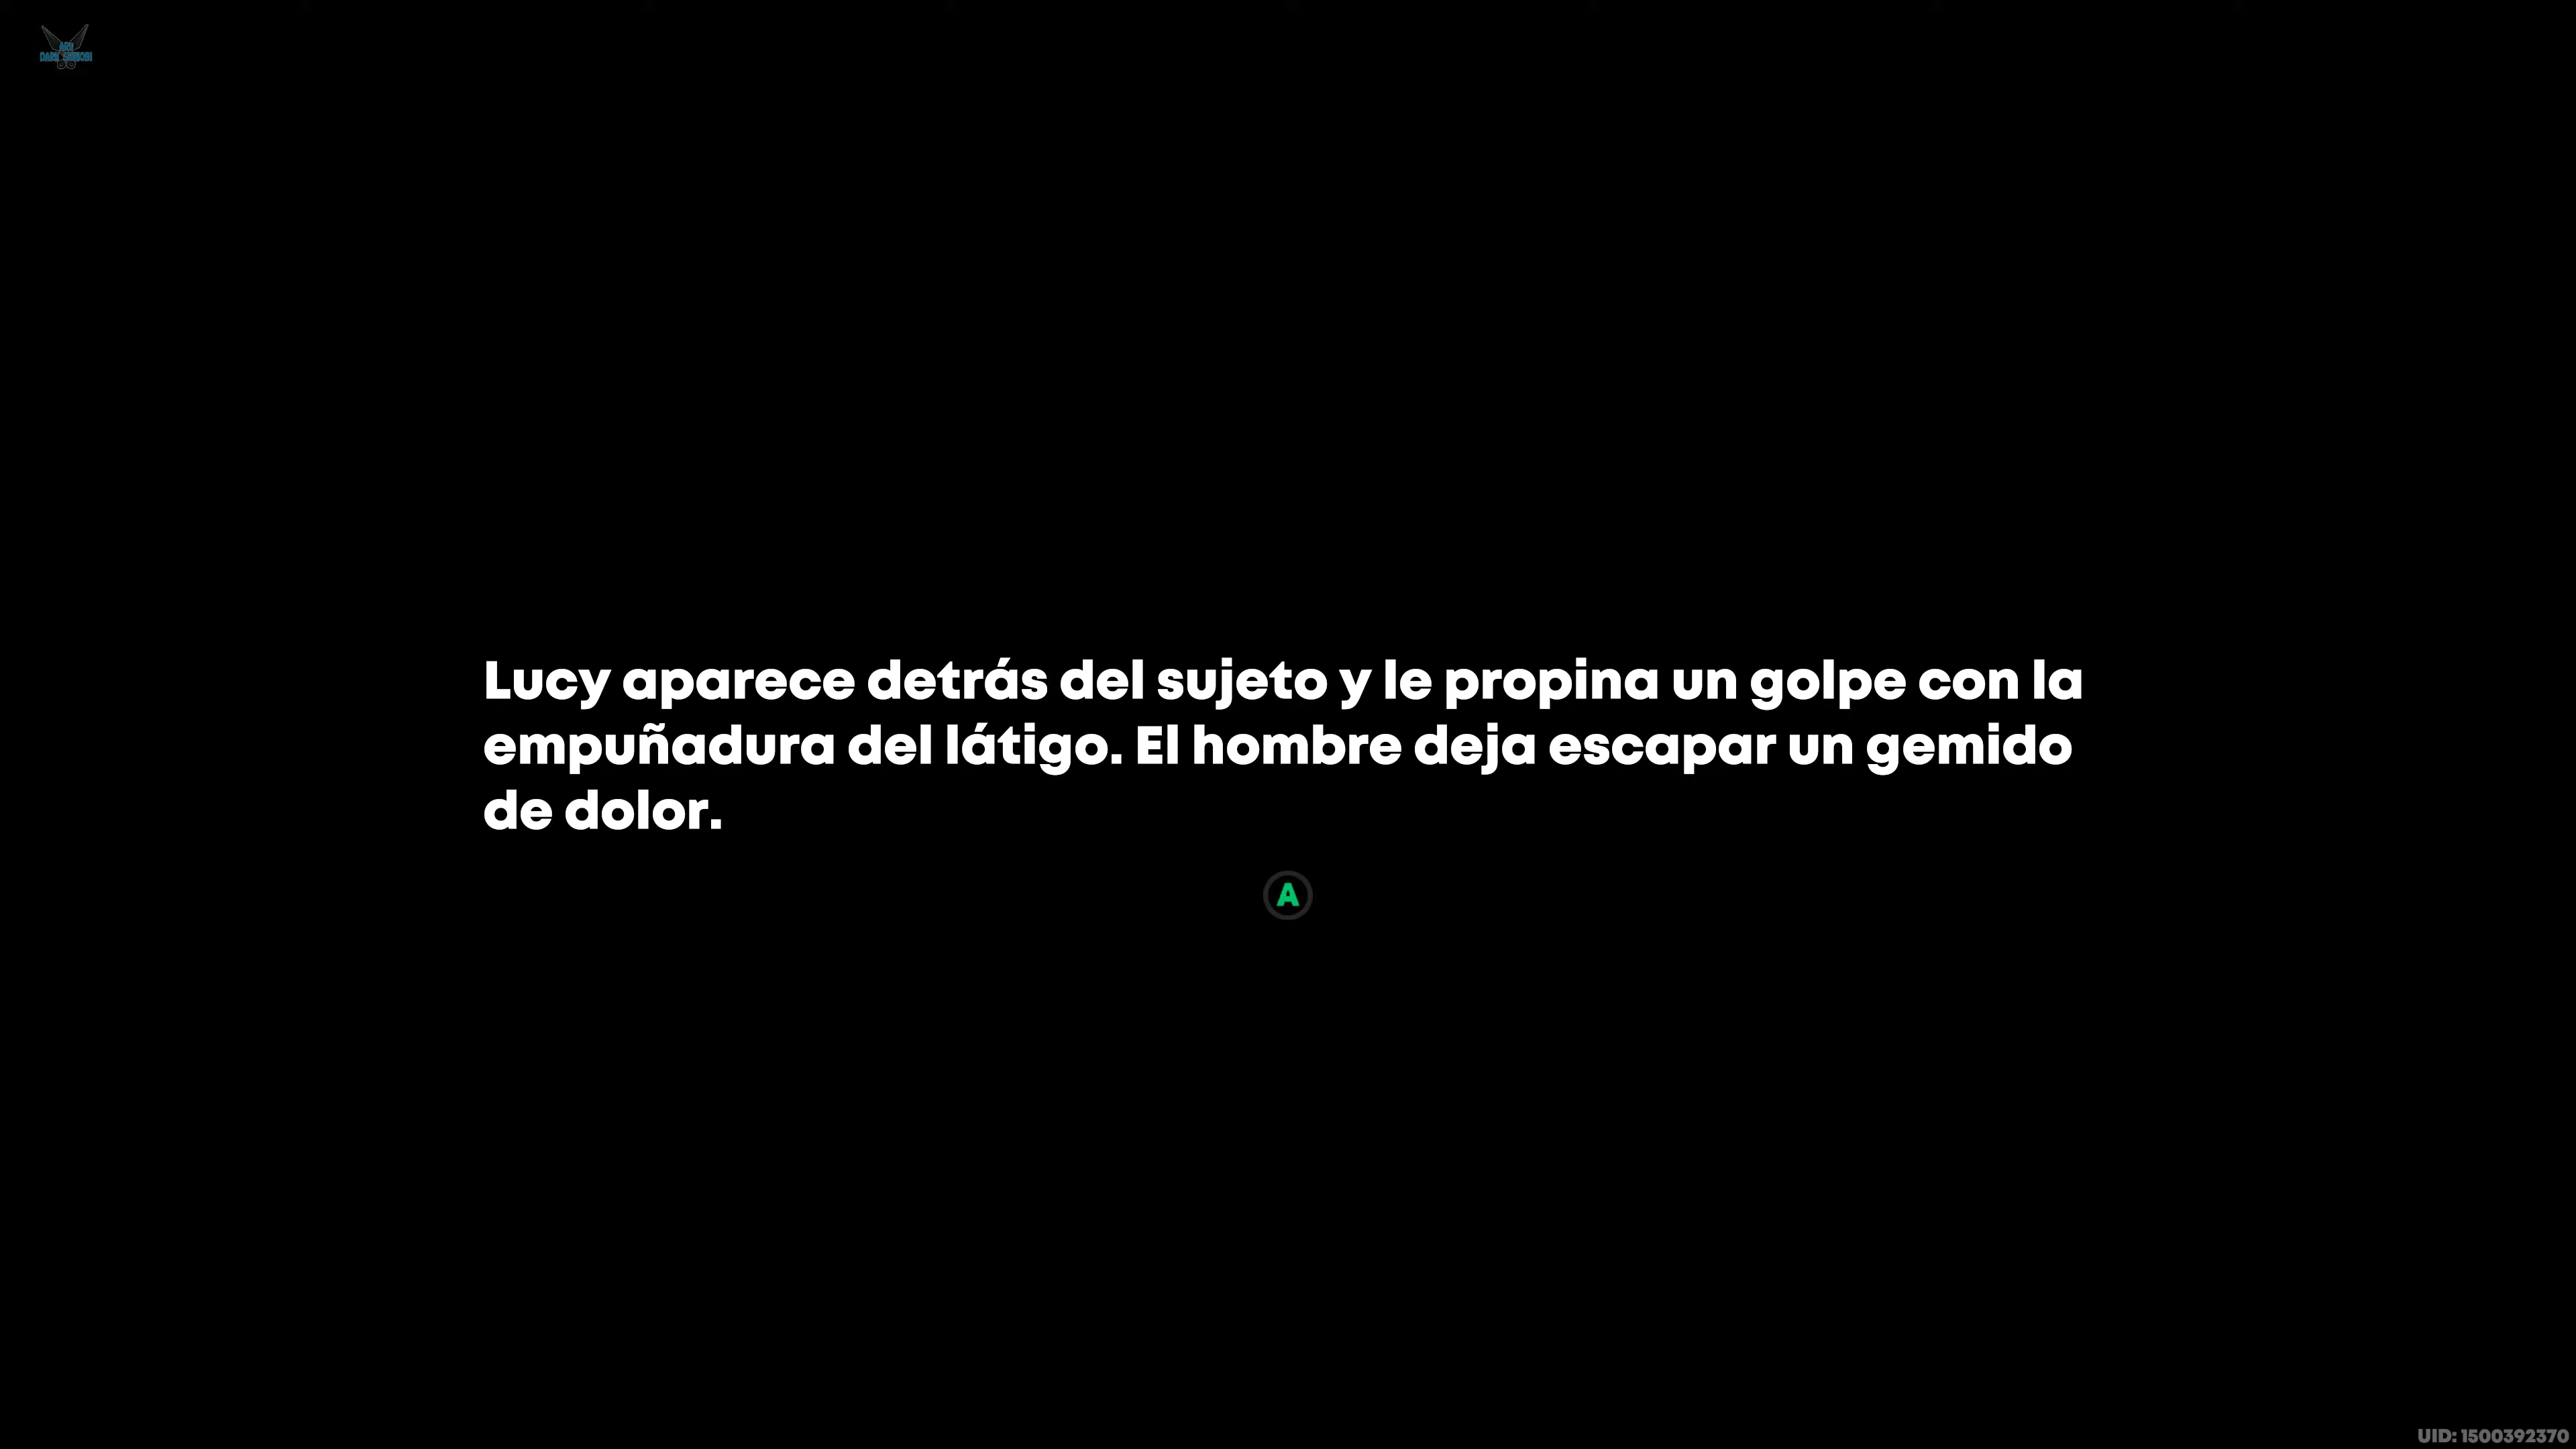 Lucy aparece detrás del sujeto y le propina un golpe con la
empuñadura del látigo. El hombre deja escapar un gemido
de dolor.
A
UID: 1500392370